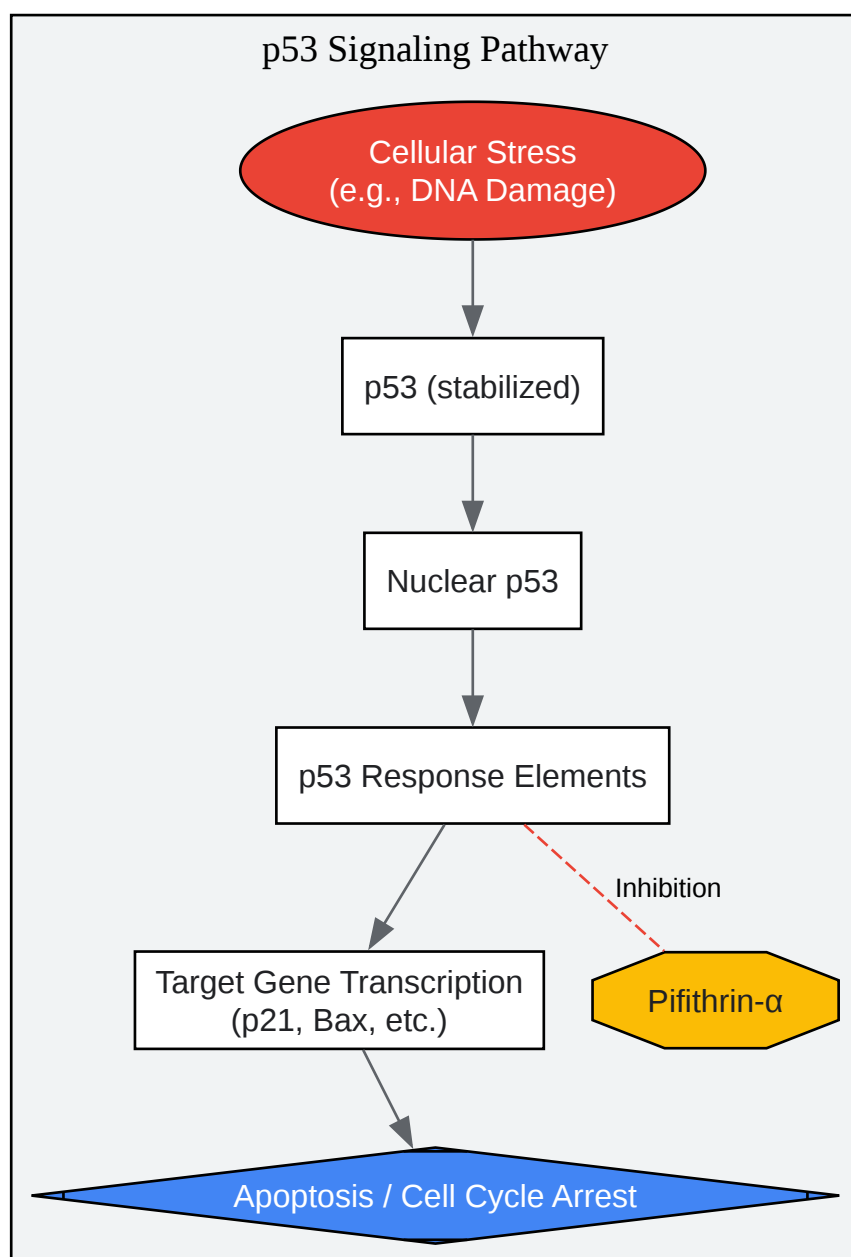 p53 Signaling Pathway
Cellular Stress
(e.g., DNA Damage)
p53 (stabilized)
Nuclear p53
p53 Response Elements
Inhibition
Target Gene Transcription
(p21, Bax, etc.)
Pifithrin-α
Apoptosis / Cell Cycle Arrest